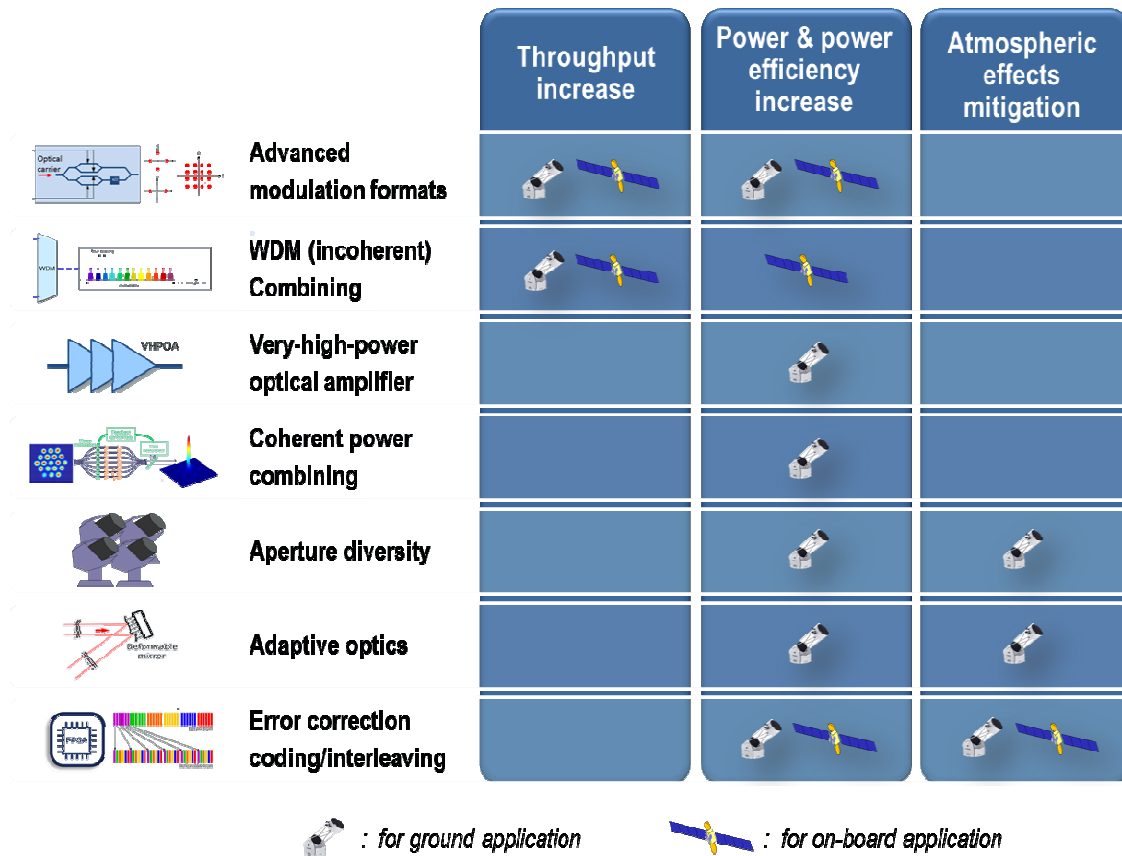 Throughput
increase
Power & power
efficiency
increase
Atmospheric
effects
mitigation
Optical
carrier
Advanced
modulation formats
WDM
WDM (incoherent)
Combining
VHPOA
Very-high-power
optical amplifier
Coherent power
combining
Aperture diversity
Deformable
mirror
Adaptive optics
FPGA
Error correction
coding/interleaving
: for ground application
: for on-board application